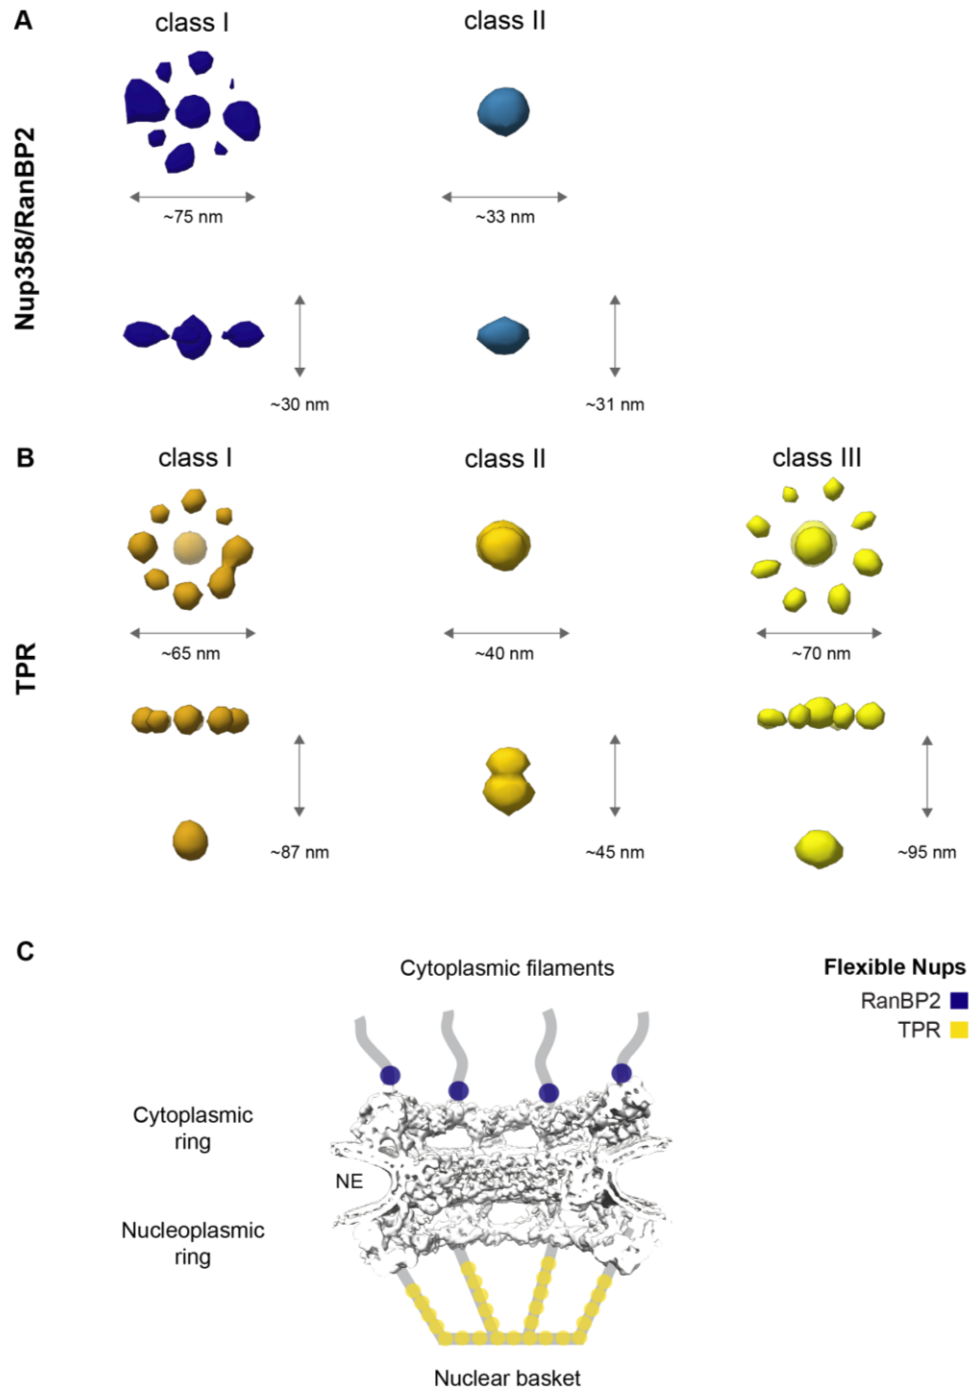 A
class I
class II
Nup358/RanBP2
~75 nm
~33 nm
~30 nm
~31 nm
B
class I
class II
class III
TPR
~65 nm
~40 nm
~70 nm
~87 nm
~45 nm
~95 nm
C
Cytoplasmic filaments
Flexible Nups
RanBP2
TPR
Cytoplasmic
ring
NE
Nucleoplasmic
ring
Nuclear basket